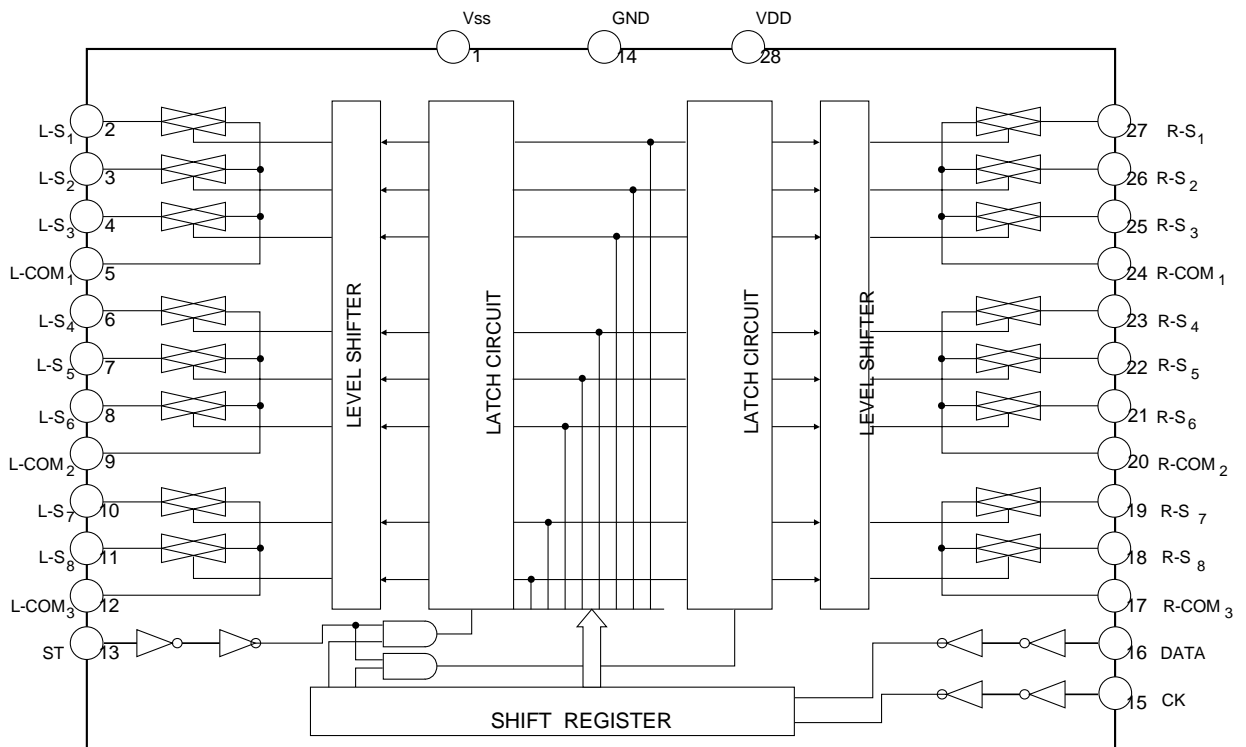 Vss GND VDD
1 14 28
L-S1 2 27 R-S1
L-S2 3 26 R-S2
L-S3 4 25 R-S3
L-COM1 5 24 R-COM1
L-S4 6 23 R-S4
L-S5 7 22 R-S5
L-S6 8 21 R-S6
L-COM2 9 20 R-COM2
L-S7 10 19 R-S7
L-S8 11 18 R-S8
L-COM3 12 17 R-COM3
ST 13 16 DATA
15 CK
LEVEL SHIFTER
LATCH CIRCUIT
LATCH CIRCUIT
LEVEL SHIFTER
SHIFT REGISTER